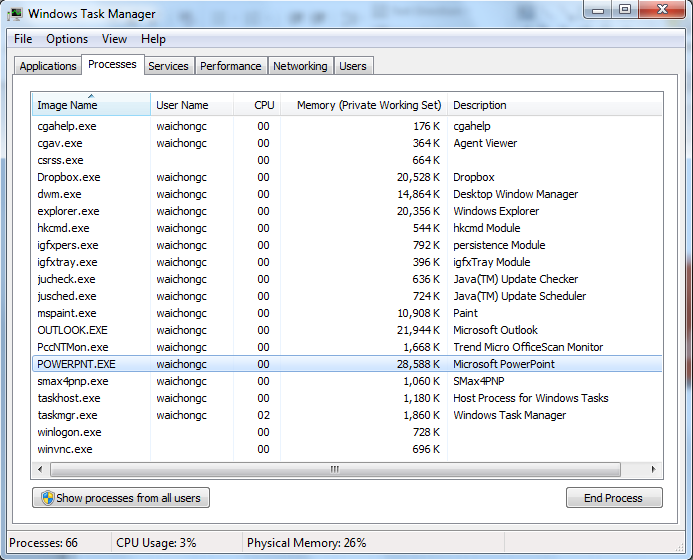 Windows Task Manager
File Options View Help
Applications Processes Services Performance Networking Users
Image Name User Name CPU Memory (Private Working Set) Description
cgahelp.exe waichongc 00 176 K cgahelp
cgav.exe waichongc 00 364 K Agent Viewer
csrss.exe 00 664 K
Dropbox.exe waichongc 00 20,528 K Dropbox
dwm.exe waichongc 00 14,864 K Desktop Window Manager
explorer.exe waichongc 00 20,356 K Windows Explorer
hkcmd.exe waichongc 00 544 K hkcmd Module
igfxpers.exe waichongc 00 792 K persistence Module
igfxtray.exe waichongc 00 396 K igfxTray Module
jucheck.exe waichongc 00 636 K Java(TM) Update Checker
jusched.exe waichongc 00 724 K Java(TM) Update Scheduler
mspaint.exe waichongc 00 10,908 K Paint
OUTLOOK.EXE waichongc 00 21,944 K Microsoft Outlook
PccNTMon.exe waichongc 00 1,668 K Trend Micro OfficeScan Monitor
POWERPNT.EXE waichongc 00 28,588 K Microsoft PowerPoint
smax4pnp.exe waichongc 00 1,060 K SMax4PNP
taskhost.exe waichongc 00 1,180 K Host Process for Windows Tasks
taskmgr.exe waichongc 02 1,860 K Windows Task Manager
winlogon.exe 00 728 K
winvnc.exe 00 696 K
Show processes from all users End Process
Processes: 66 CPU Usage: 3% Physical Memory: 26%